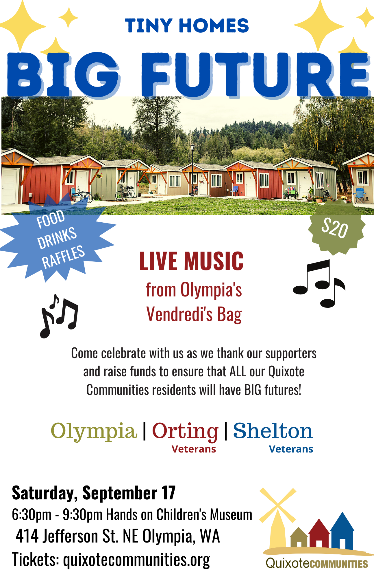 TINY HOMES
BIG FUTURE
FOOD
DRINKS
RAFFLES
$20
LIVE MUSIC
from Olympia's
Vendredi's Bag
Come celebrate with us as we thank our supporters
and raise funds to ensure that ALL our Quixote
Communities residents will have BIG futures!
Olympia | Orting | Shelton
Veterans Veterans
Saturday, September 17
6:30pm - 9:30pm Hands on Children's Museum
414 Jefferson St. NE Olympia, WA
Tickets: quixotecommunities.org
QuixoteCOMMUNITIES